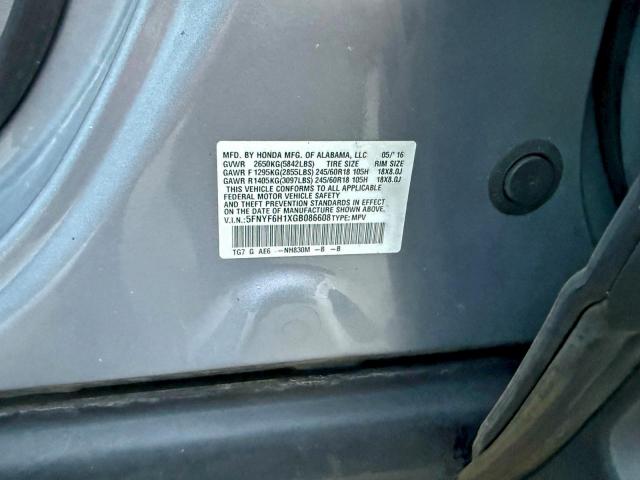 MFD. BY HONDA MFG. OF ALABAMA, LLC 05/'16
GVWR 2650KG(5842LBS) TIRE SIZE RIM SIZE
GAWR F 1295KG(2855LBS) 245/60R18 105H 18X8.0J
GAWR R1405KG(3097LBS) 245/60R18 105H 18X8.0J
THIS VEHICLE CONFORMS TO ALL APPLICABLE
FEDERAL MOTOR VEHICLE SAFETY
AND THEFT PREVENTION STANDARDS IN EFFECT
ON THE DATE OF MANUFACTURE SHOWN ABOVE.
V.I.N.: 5FNYF6H1XGB086608 TYPE: MPV
TG7 G AE6 -NH830M -B -B